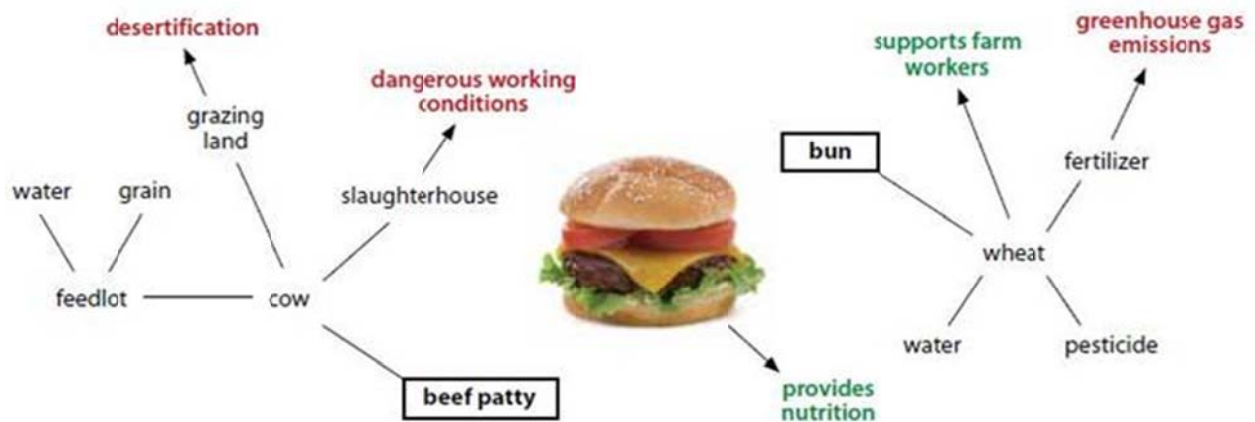 desertification
grazing
land
dangerous working
conditions
water
grain
slaughterhouse
feedlot
cow
beef patty
supports farm
workers
greenhouse gas
emissions
bun
fertilizer
wheat
water
pesticide
provides
nutrition